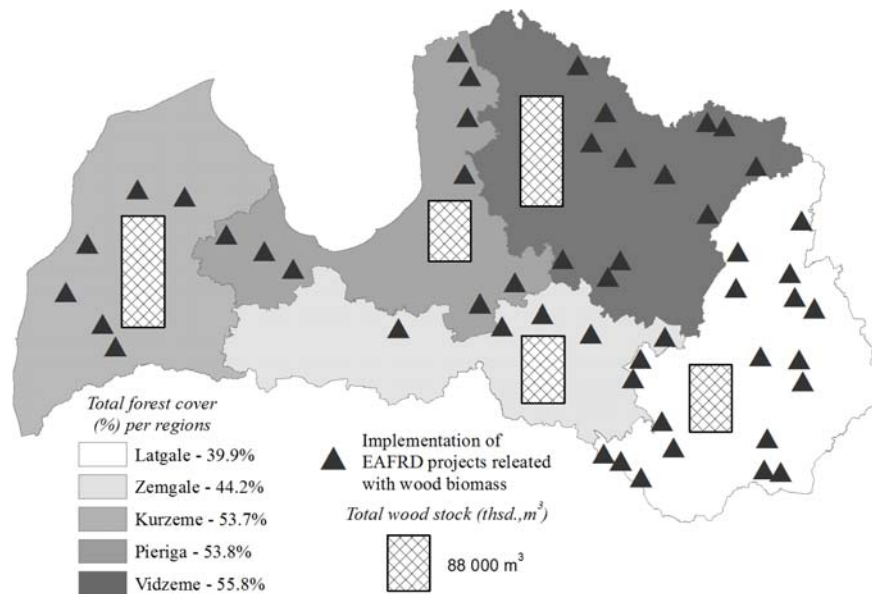 Total forest cover
(%) per regions
Latgale - 39.9%
Zemgale - 44.2%
Kurzeme - 53.7%
Pieriga - 53.8%
Vidzeme - 55.8%
Implementation of
EAFRD projects releated
with wood biomass
Total wood stock (thsd.,m³)
88 000 m³